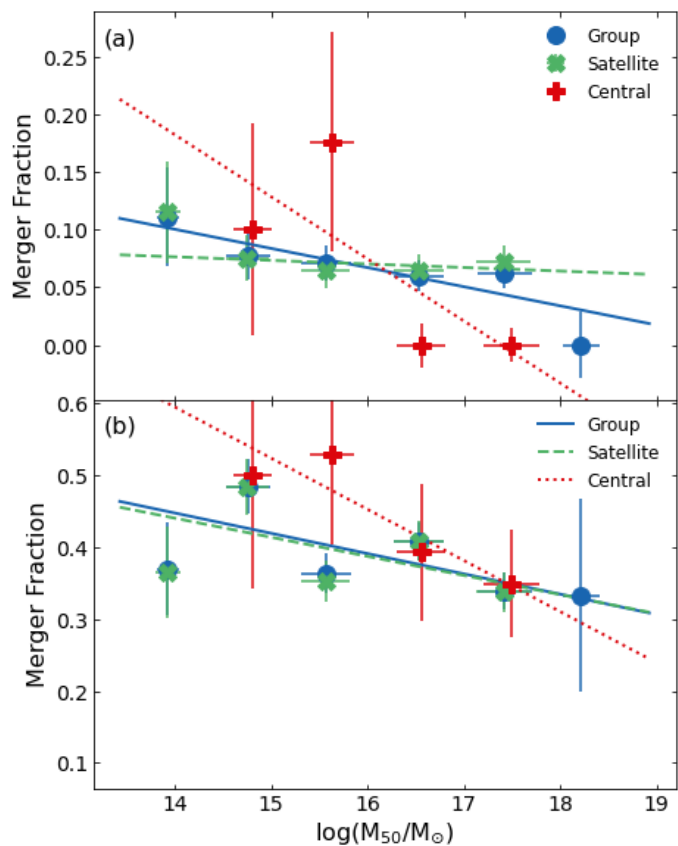 (a)
Group
Satellite
Central
0.25
0.20
0.15
0.10
0.05
0.00
Merger Fraction
(b)
Group
Satellite
Central
0.6
0.5
0.4
0.3
0.2
0.1
Merger Fraction
14 15 16 17 18 19
log(M₅₀/M☉)